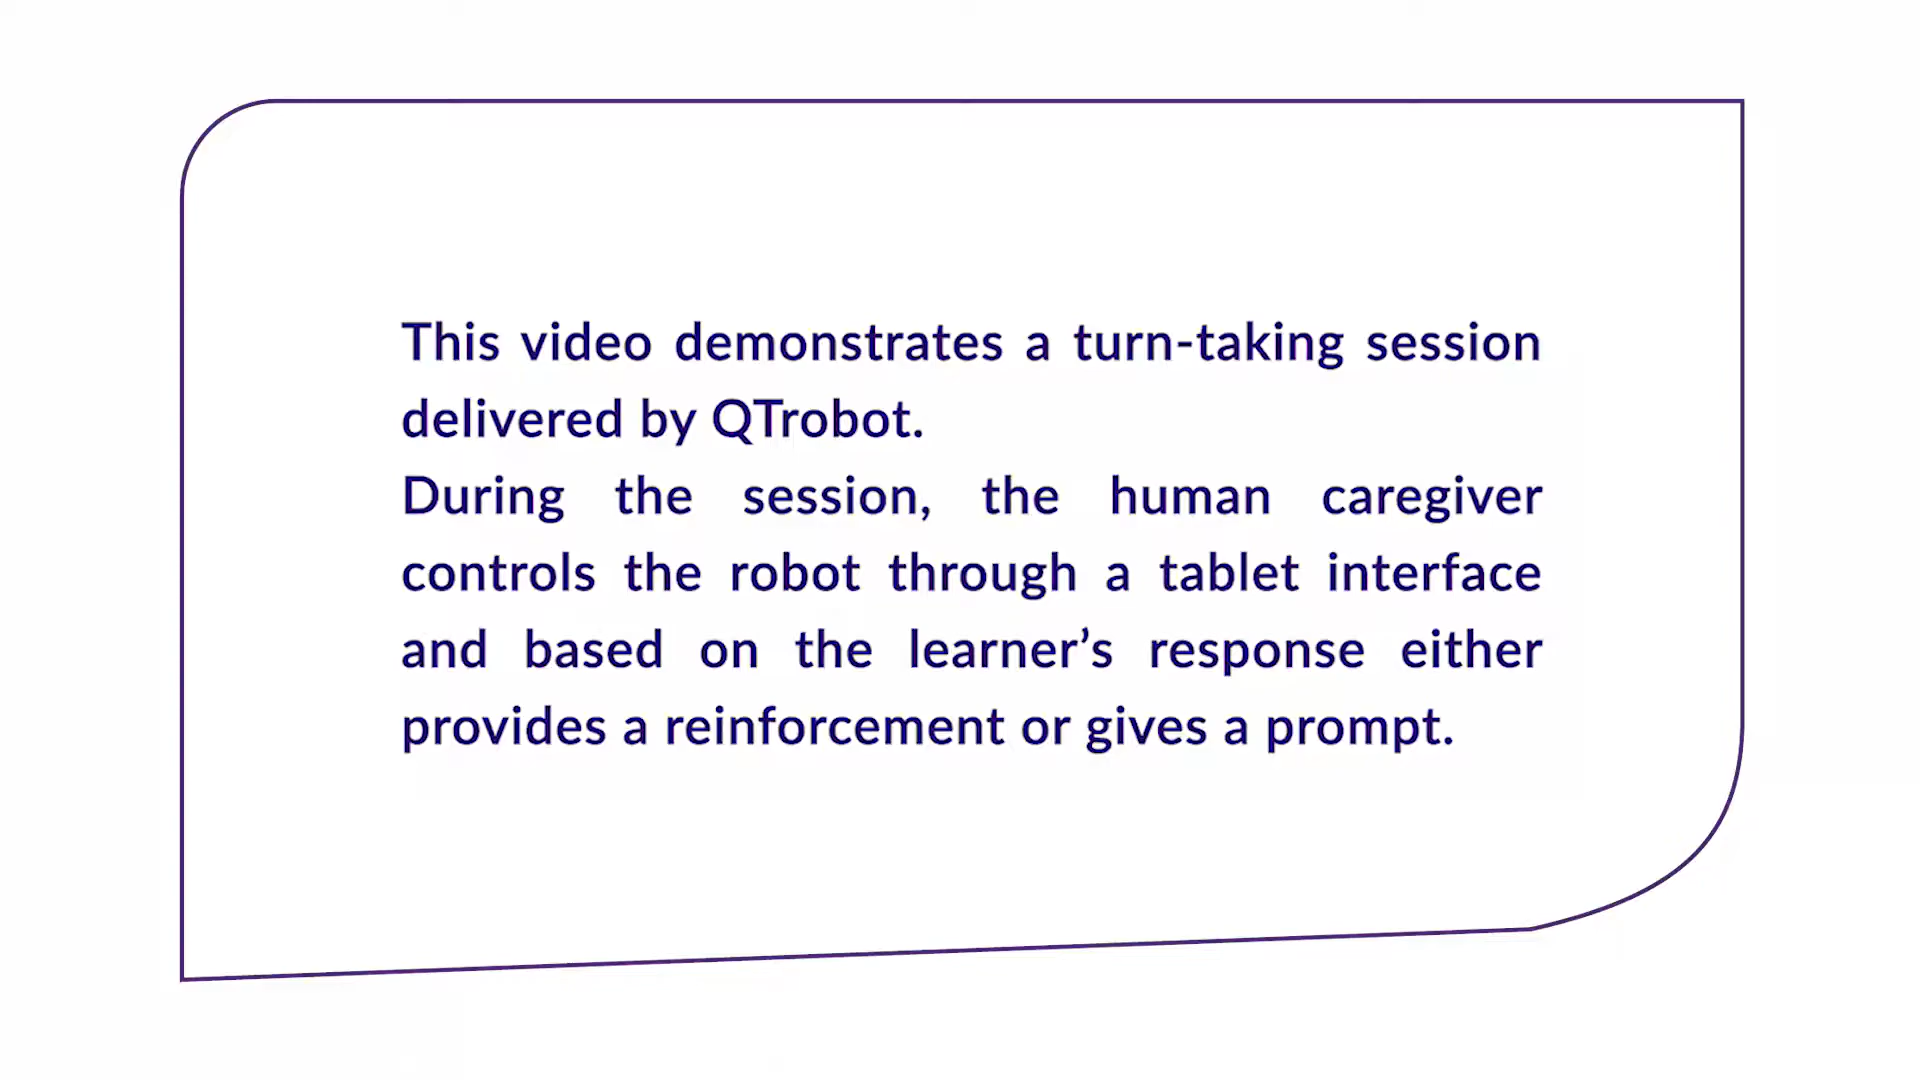 This video demonstrates a turn-taking session
delivered by QTrobot.
During the session, the human caregiver
controls the robot through a tablet interface
and based on the learner’s response either
provides a reinforcement or gives a prompt.